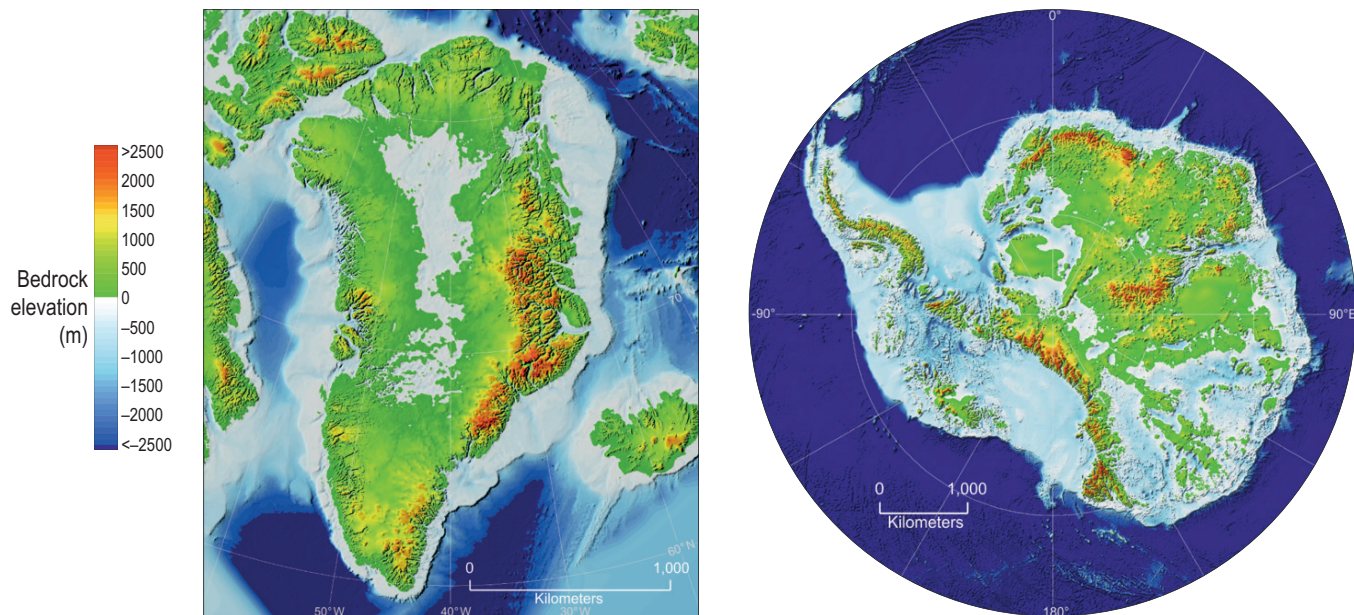 >2500
2000
1500
1000
500
0
–500
–1000
–1500
–2000
<–2500
Bedrock
elevation
(m)
70
60°N
0 1,000
Kilometers
50°W 40°W 30°W
0°
-90°
90°E
0 1,000
Kilometers
180°